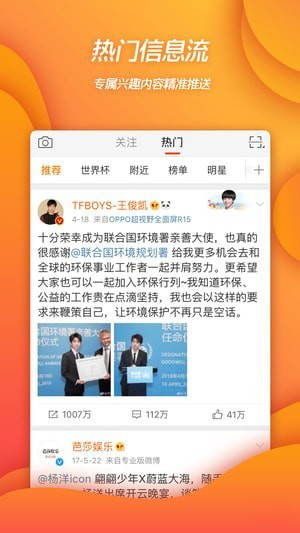 热门信息流
专属兴趣内容精准推送
关注 热门
推荐 世界杯 附近 榜单 明星
TFBOYS-王俊凯
4-18 来自OPPO超视野全面屏R15
十分荣幸成为联合国环境署亲善大使，也真的
很感谢@联合国环境规划署 给我更多机会去和
全球的环保事业工作者一起并肩努力。更希望
大家也可以一起加入环保行列~我知道环保、
公益的工作贵在点滴坚持，我也会以这样的要
求来鞭策自己，让环境保护不再只是空话。
1007万 112万 41万
芭莎娱乐
17-5-22 来自专业版微博
@杨洋icon 翩翩少年X蔚蓝大海，随手